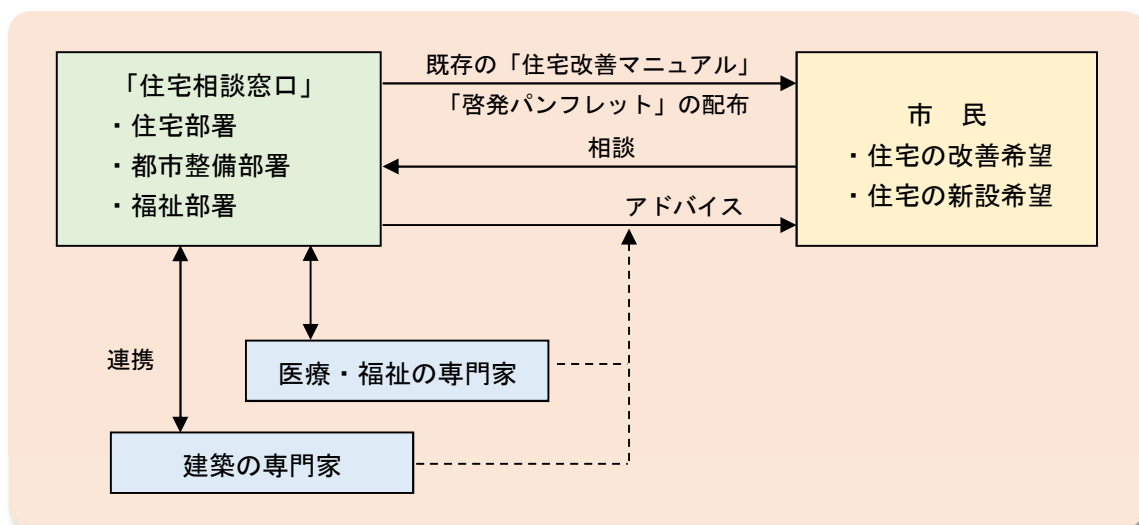 「住宅相談窓口」
・住宅部署
・都市整備部署
・福祉部署
既存の「住宅改善マニュアル」
「啓発パンフレット」の配布
相談
アドバイス
市　民
・住宅の改善希望
・住宅の新設希望
連携
医療・福祉の専門家
建築の専門家